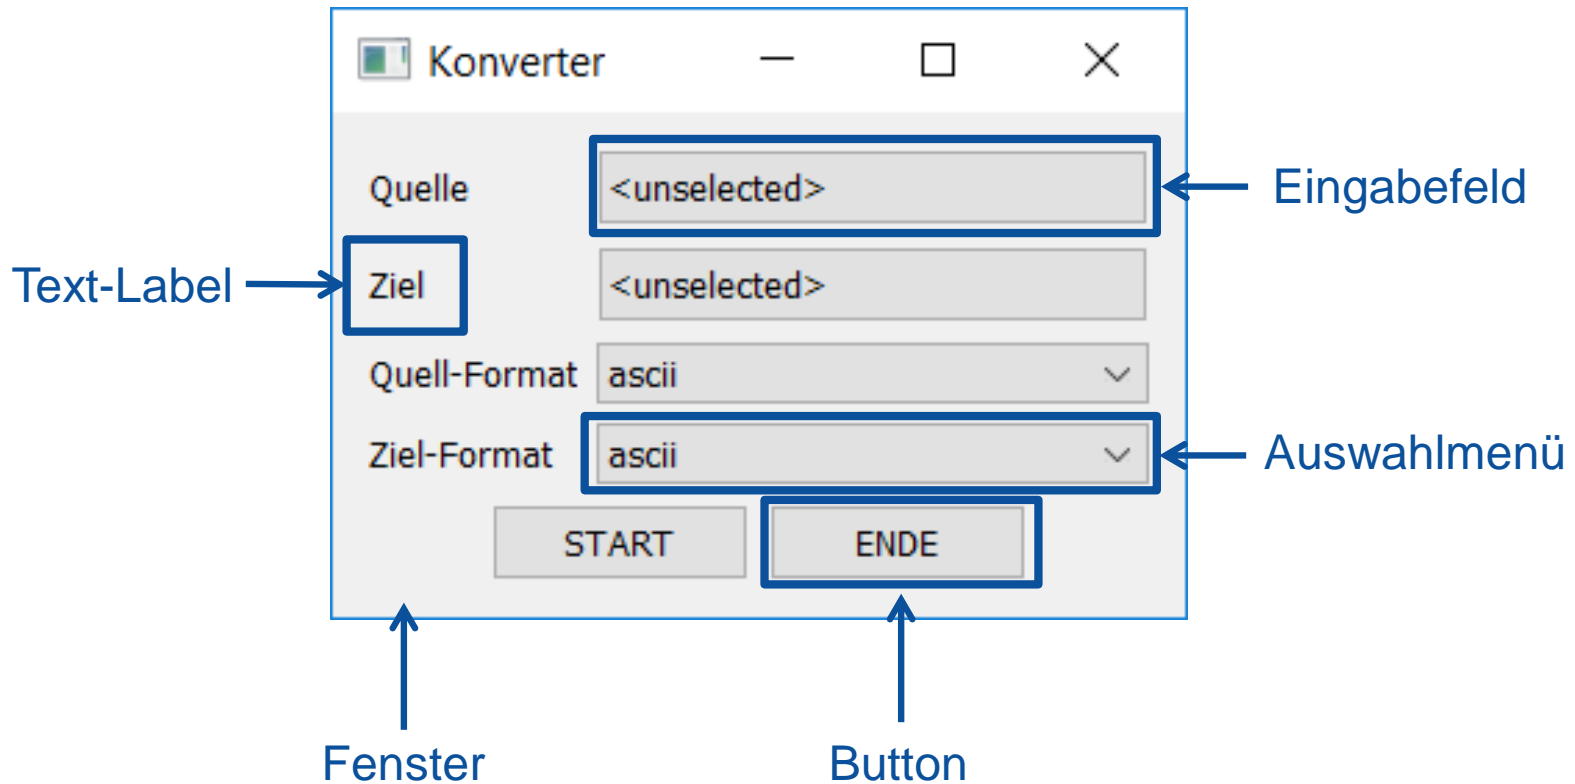 Konverter
Quelle <unselected> Eingabefeld
Text-Label Ziel <unselected>
Quell-Format ascii
Ziel-Format ascii Auswahlmenü
START ENDE
Fenster Button